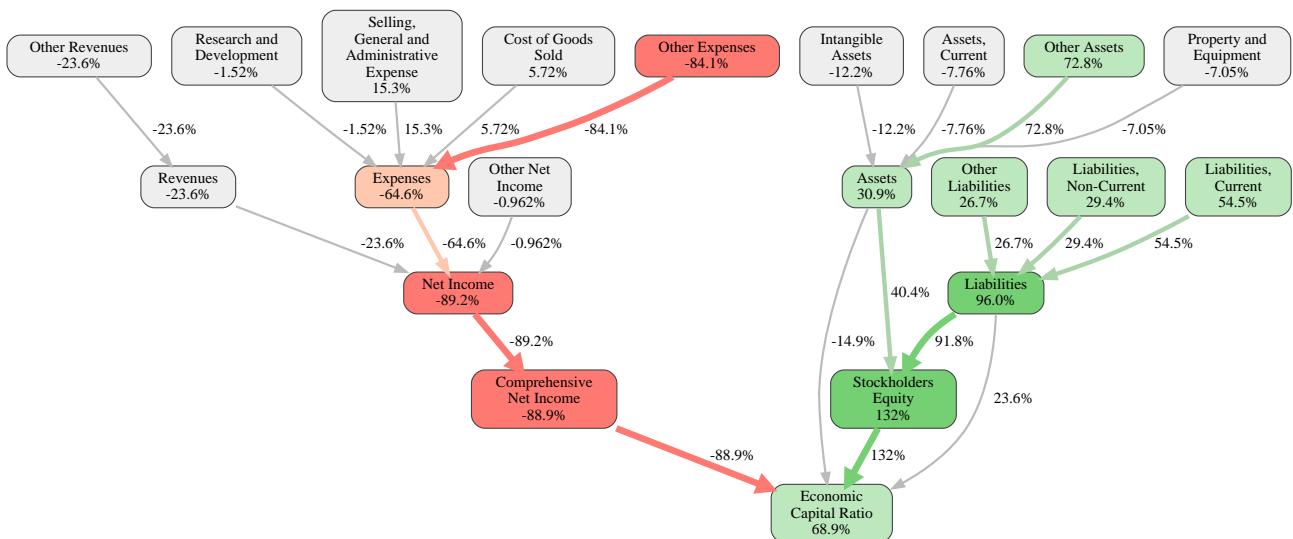 Other Revenues
-23.6%
Research and
Development
-1.52%
Selling,
General and
Administrative
Expense
15.3%
Cost of Goods
Sold
5.72%
Other Expenses
-84.1%
Intangible
Assets
-12.2%
Assets,
Current
-7.76%
Other Assets
72.8%
Property and
Equipment
-7.05%
-23.6%
-1.52%
15.3%
5.72%
-84.1%
-12.2%
-7.76%
72.8%
-7.05%
Revenues
-23.6%
Expenses
-64.6%
Other Net
Income
-0.962%
Assets
30.9%
Other
Liabilities
26.7%
Liabilities,
Non-Current
29.4%
Liabilities,
Current
54.5%
-23.6%
-64.6%
-0.962%
26.7%
29.4%
54.5%
Net Income
-89.2%
40.4%
Liabilities
96.0%
-89.2%
-14.9%
91.8%
Comprehensive
Net Income
-88.9%
Stockholders
Equity
132%
23.6%
-88.9%
132%
Economic
Capital Ratio
68.9%